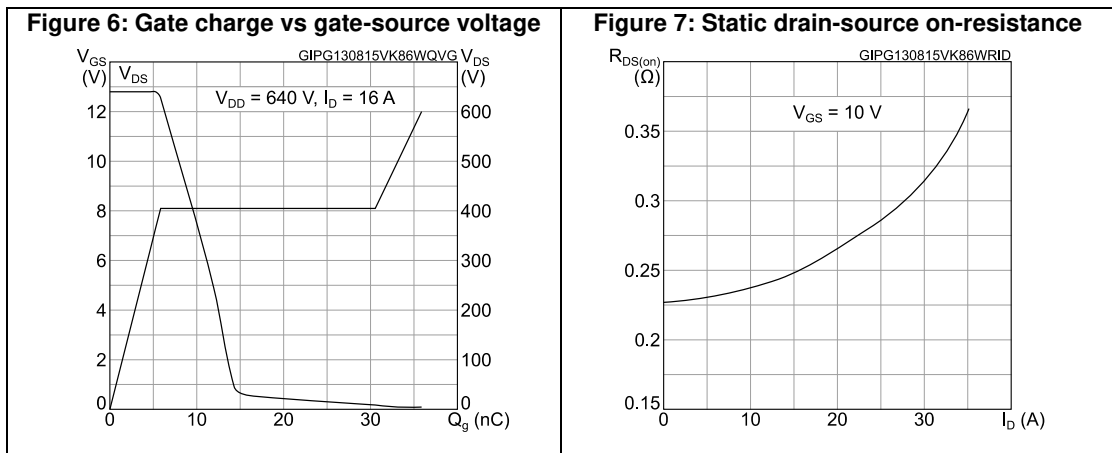 Figure 6: Gate charge vs gate-source voltage
V_GS (V)
GIPG130815VK86WQVG
V_DS (V)
V_DS
V_DD = 640 V, I_D = 16 A
12
10
8
6
4
2
0
600
500
400
300
200
100
0
0 10 20 30 Q_g (nC)
Figure 7: Static drain-source on-resistance
R_DS(on) (Ω)
GIPG130815VK86WRID
V_GS = 10 V
0.35
0.3
0.25
0.2
0.15
0 10 20 30 I_D (A)